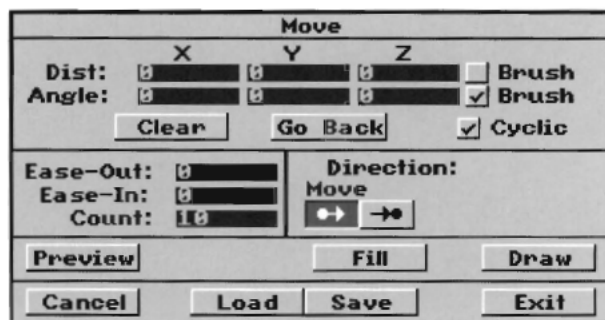 Move
X Y Z
Dist: 0 0 0 Brush
Angle: 0 0 0 Brush
Clear Go Back Cyclic
Ease-Out: 0
Direction:
Ease-In: 0
Move
Count: 10
Preview Fill Draw
Cancel Load Save Exit